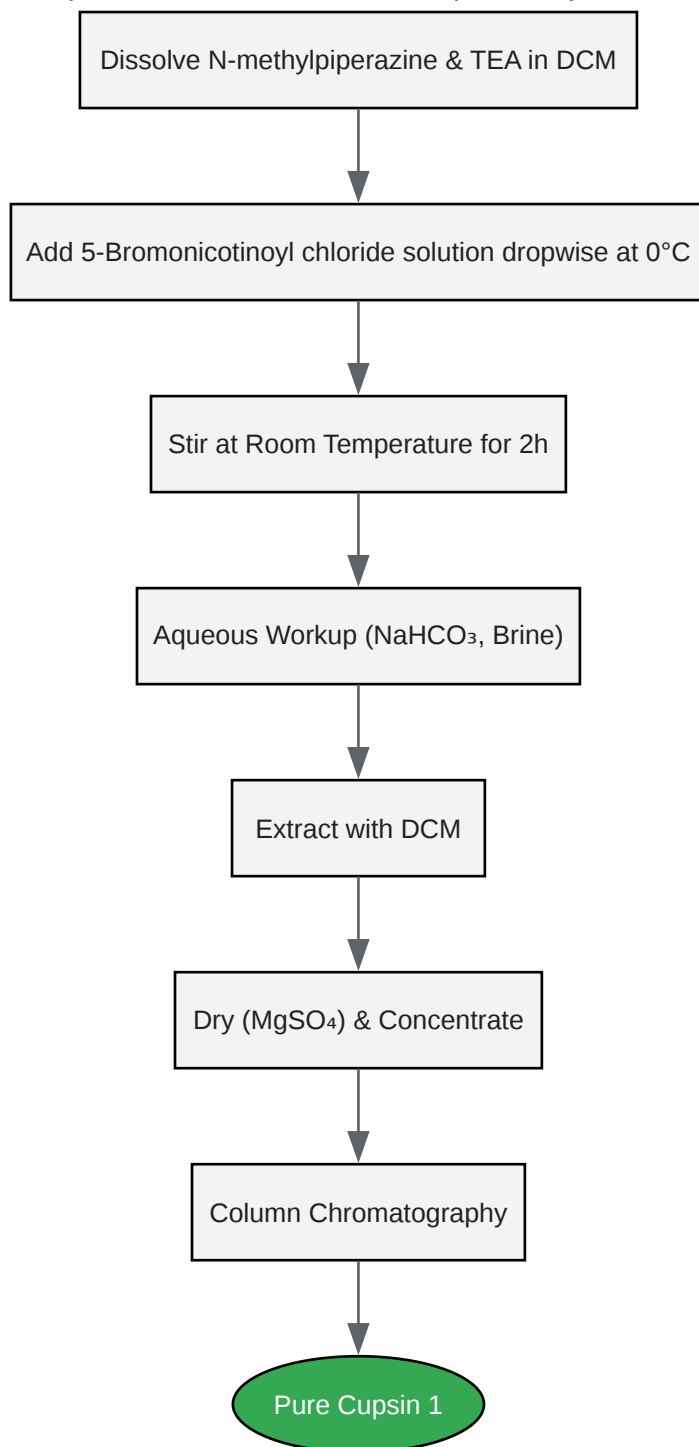 Dissolve N-methylpiperazine & TEA in DCM
Add 5-Bromonicotinoyl chloride solution dropwise at 0°C
Stir at Room Temperature for 2h
Aqueous Workup (NaHCO₃, Brine)
Extract with DCM
Dry (MgSO₄) & Concentrate
Column Chromatography
Pure Cupsin 1